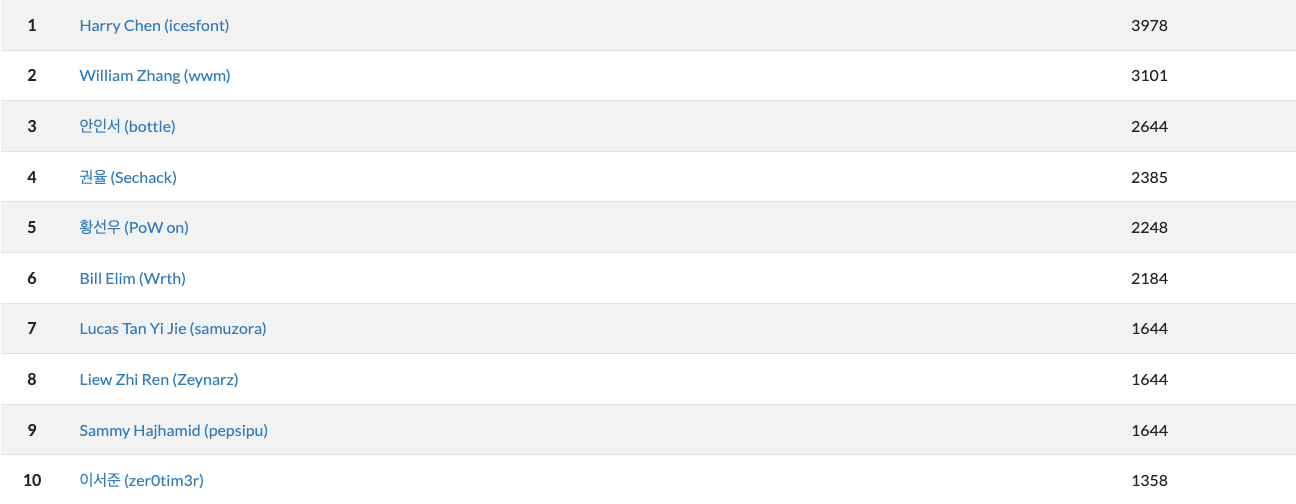 1 Harry Chen (icesfont) 3978
2 William Zhang (wwm) 3101
3 안인서 (bottle) 2644
4 권율 (Sechack) 2385
5 황선우 (PoW on) 2248
6 Bill Elim (Wrth) 2184
7 Lucas Tan Yi Jie (samuzora) 1644
8 Liew Zhi Ren (Zeynarz) 1644
9 Sammy Hajhamid (pepsipu) 1644
10 이서준 (zer0tim3r) 1358